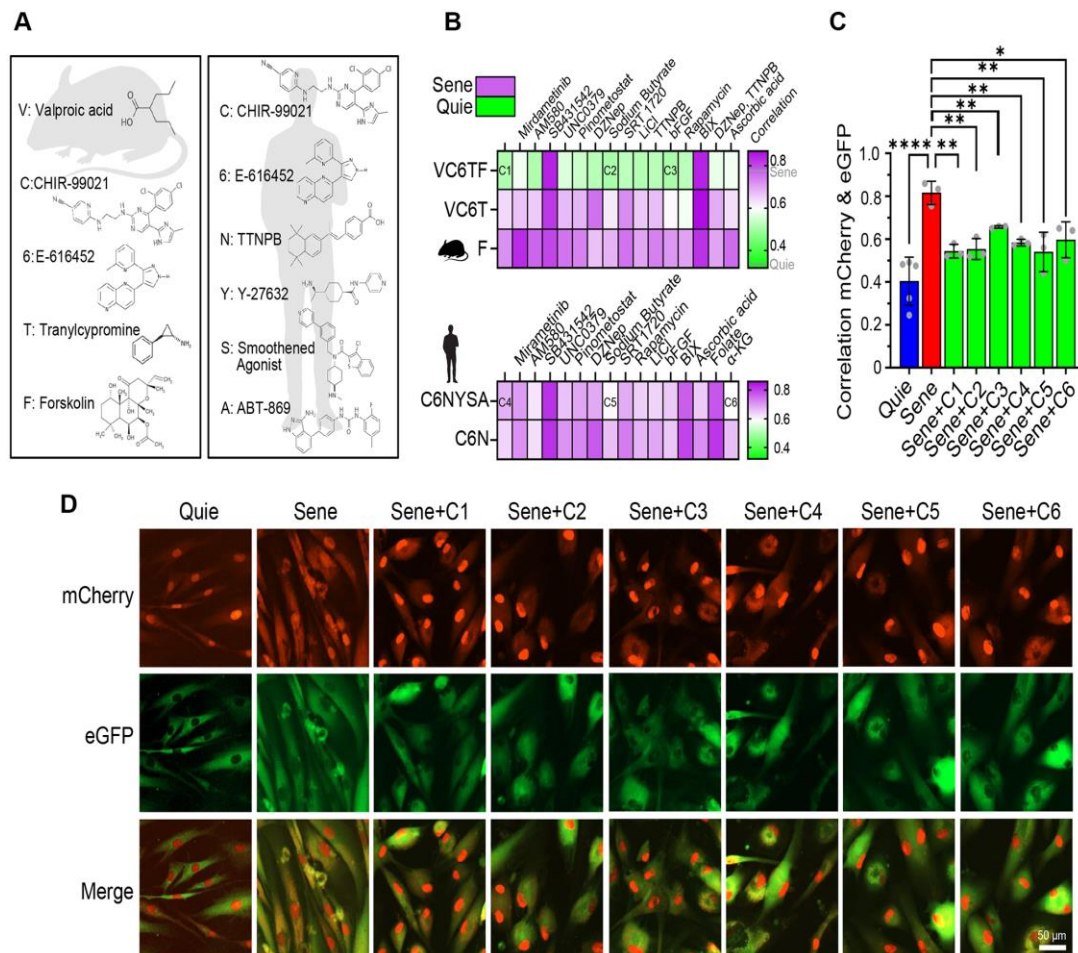 A
V: Valproic acid
C:CHIR-99021
6:E-616452
T: Tranylcypromine
F: Forskolin
C: CHIR-99021
6: E-616452
N: TTNPB
Y: Y-27632
S: Smoothened
Agonist
A: ABT-869
B
Sene
Quie
Mirdametinib
AM580
SB431542
UNC0379
Pinometostat
DZNep
Sodium Butyrate
SRT 1720
LiCl
TTNPB
bFGF
Rapamycin
BIX
DZNep, TTNPB
Ascorbic acid
Correlation
VC6TF
C1
C2
C3
VC6T
F
0.8
Sene
0.6
0.4
Quie
Mirametinib
AM580
SB431542
UNC0379
Pinometostat
DZNep
Sodium Butyrate
SRT1720
Rapamycin
LiCl
bFGF
BIX
Ascorbic acid
Folate
α-KG
C6NYSA
C4
C5
C6
C6N
0.8
0.6
0.4
C
Correlation mCherry & eGFP
1.0
0.8
0.6
0.4
0.2
0
*
**
**
**
**
**** **
Quie
Sene
Sene+C1
Sene+C2
Sene+C3
Sene+C4
Sene+C5
Sene+C6
D
Quie Sene Sene+C1 Sene+C2 Sene+C3 Sene+C4 Sene+C5 Sene+C6
mCherry
eGFP
Merge
50 µm